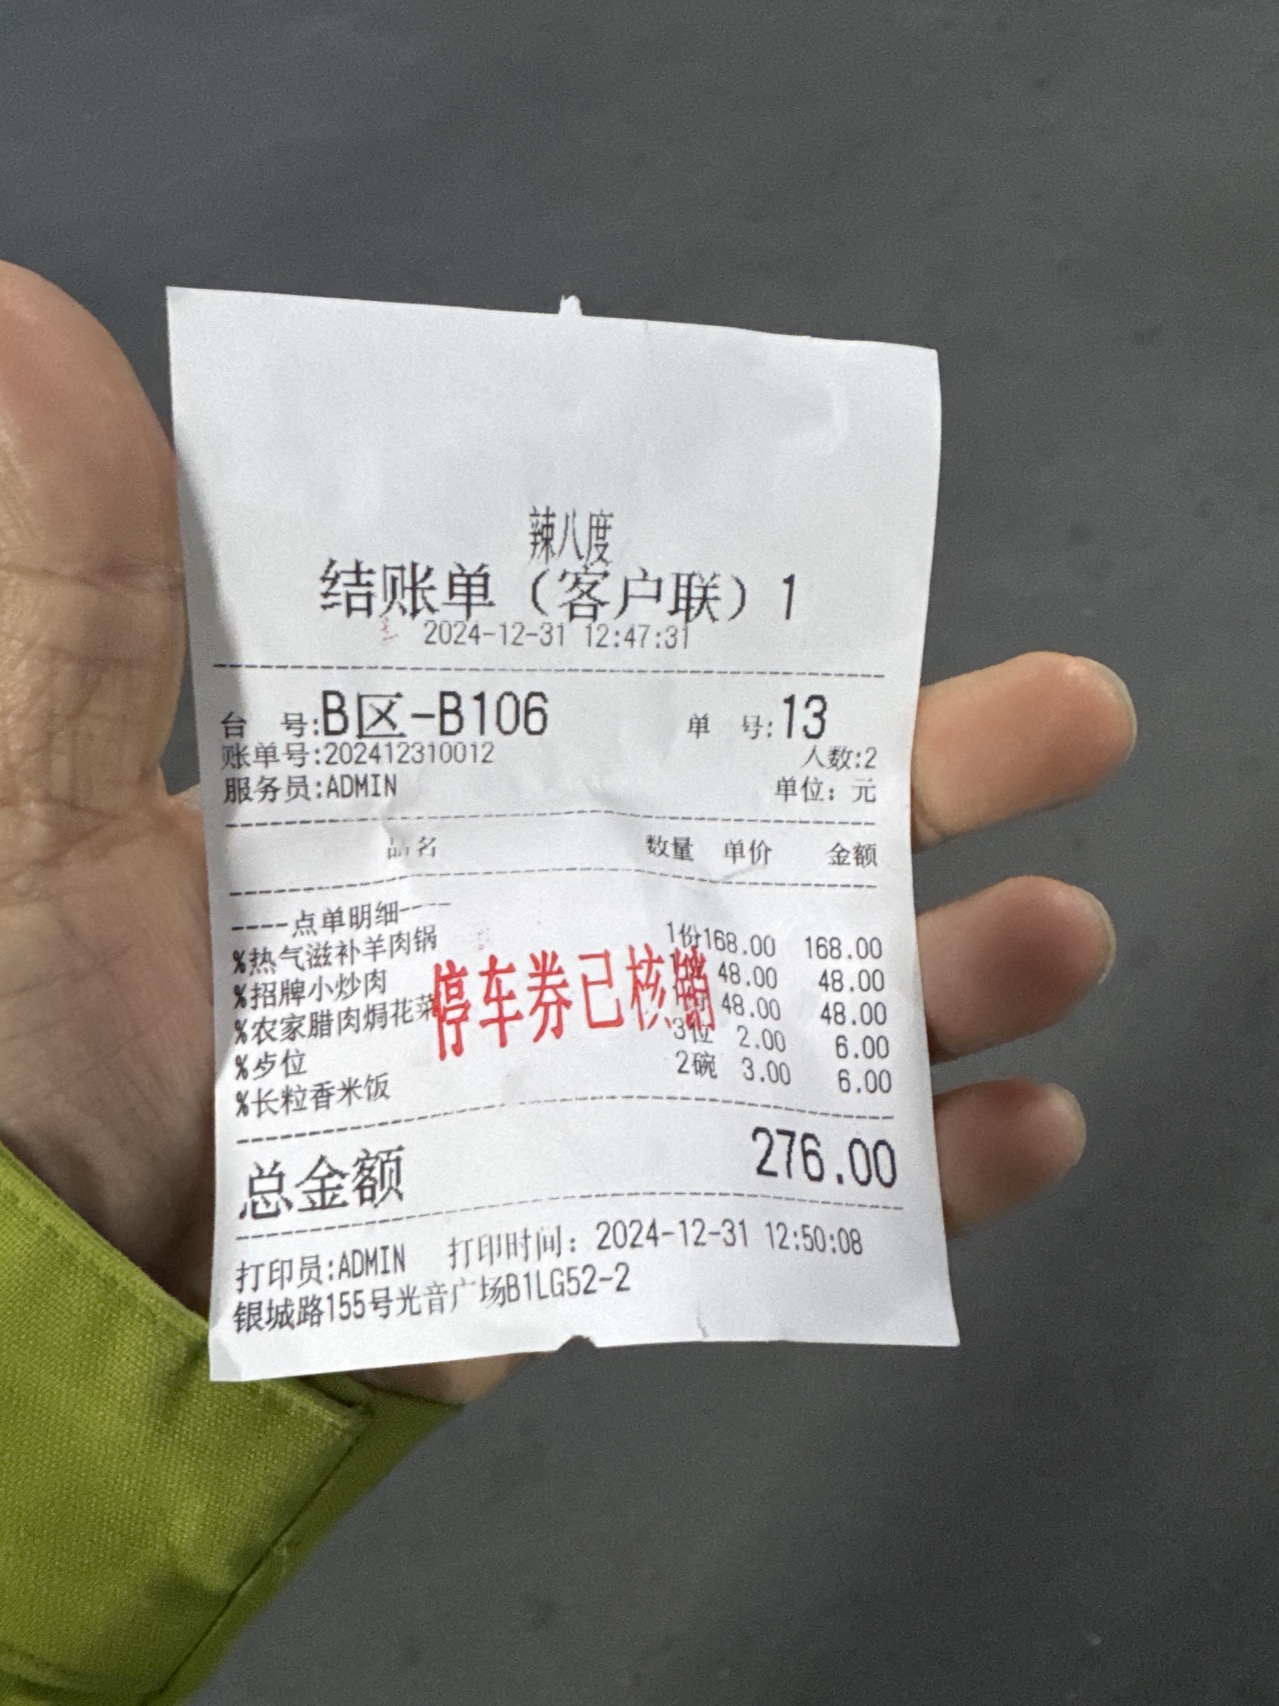 辣八度
结账单（客户联）1
2024-12-31 12:47:31
台 号:B区-B106 单 号:13
账单号:202412310012 人数:2
服务员:ADMIN 单位：元
品名 数量 单价 金额
----点单明细----
%热气滋补羊肉锅 1份 168.00 168.00
%招牌小炒肉 48.00 48.00
%农家腊肉焗花菜 48.00 48.00
停车券已核销
%歺位 3位 2.00 6.00
%长粒香米饭 2碗 3.00 6.00
总金额 276.00
打印员:ADMIN 打印时间：2024-12-31 12:50:08
银城路155号光音广场B1LG52-2